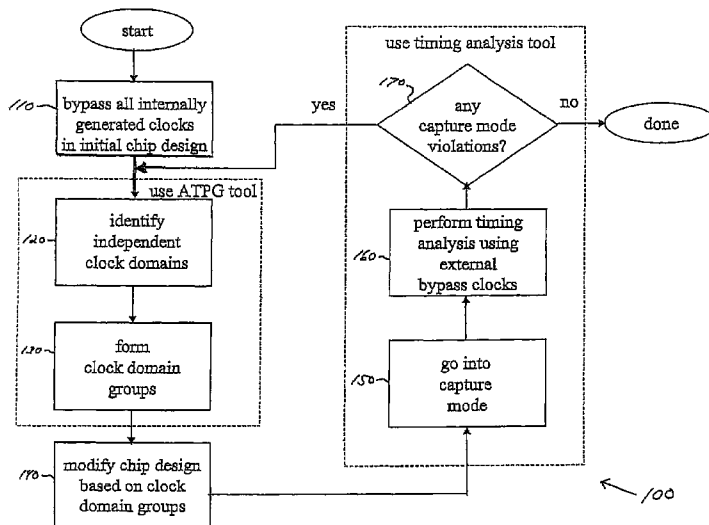 start
110
bypass all internally
generated clocks
in initial chip design
use ATPG tool
120
identify
independent
clock domains
130
form
clock domain
groups
140
modify chip design
based on clock
domain groups
use timing analysis tool
170
any
capture mode
violations?
yes
no
done
160
perform timing
analysis using
external
bypass clocks
150
go into
capture
mode
100